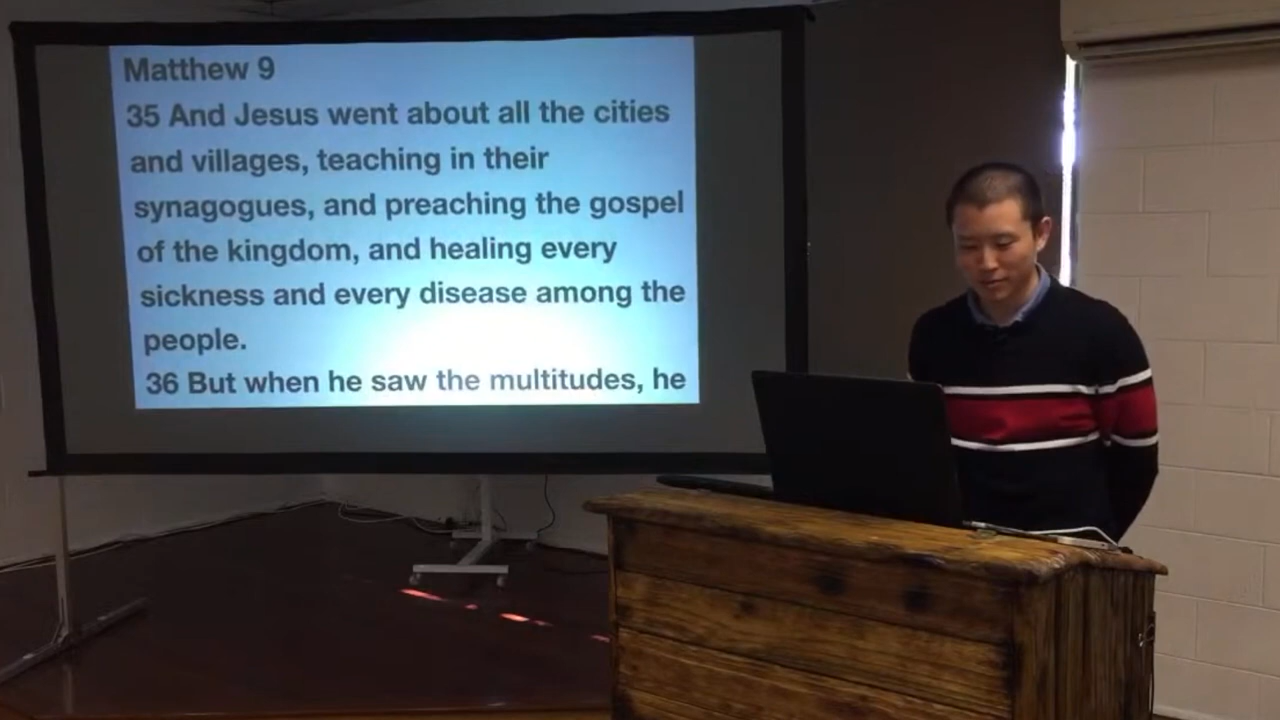 Matthew 9
35 And Jesus went about all the cities
and villages, teaching in their
synagogues, and preaching the gospel
of the kingdom, and healing every
sickness and every disease among the
people.
36 But when he saw the multitudes, he